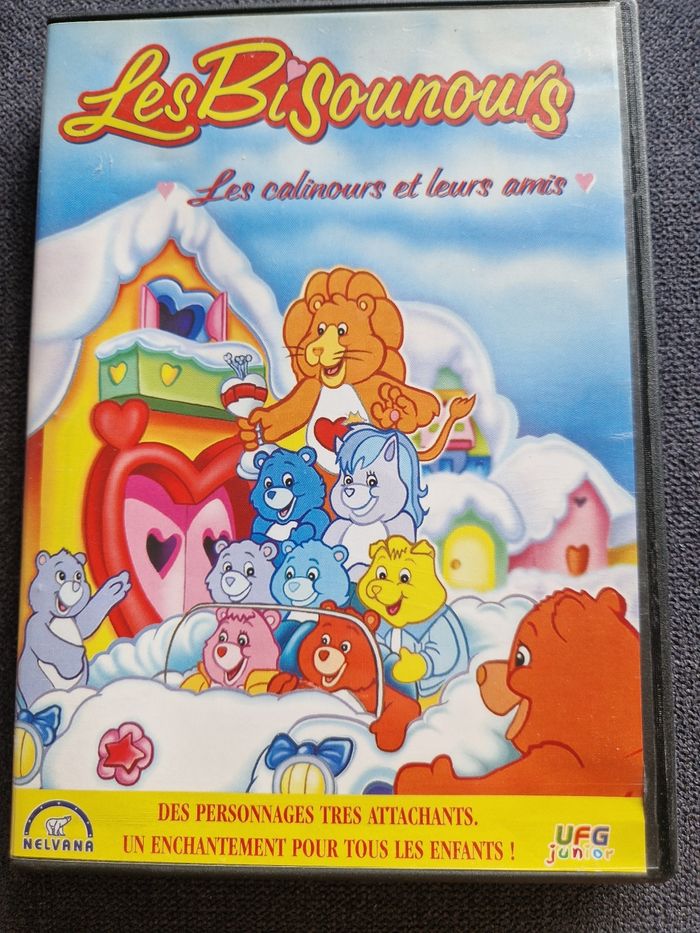 Les Bisounours
Les calinours et leurs amis
DES PERSONNAGES TRES ATTACHANTS.
UN ENCHANTEMENT POUR TOUS LES ENFANTS !
NELVANA
UFG
junior